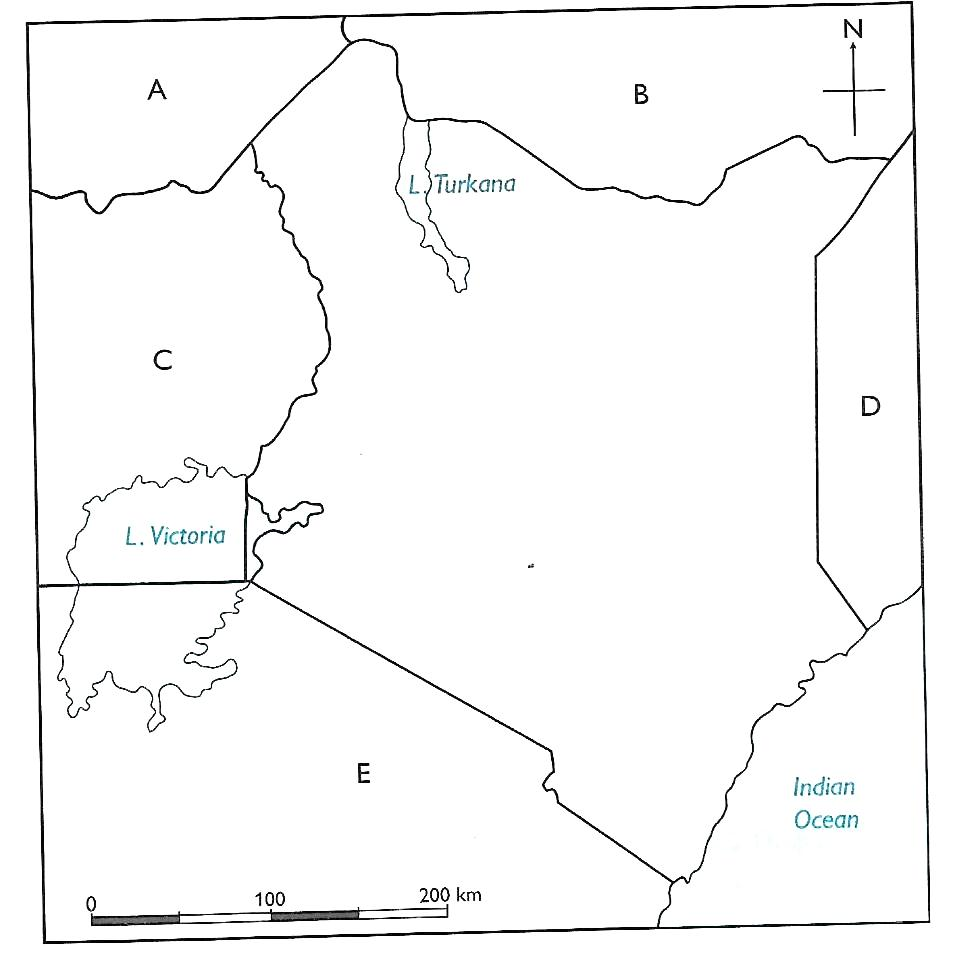 N
A
B
L. Turkana
C
D
L. Victoria
E
Indian
Ocean
0 100 200 km